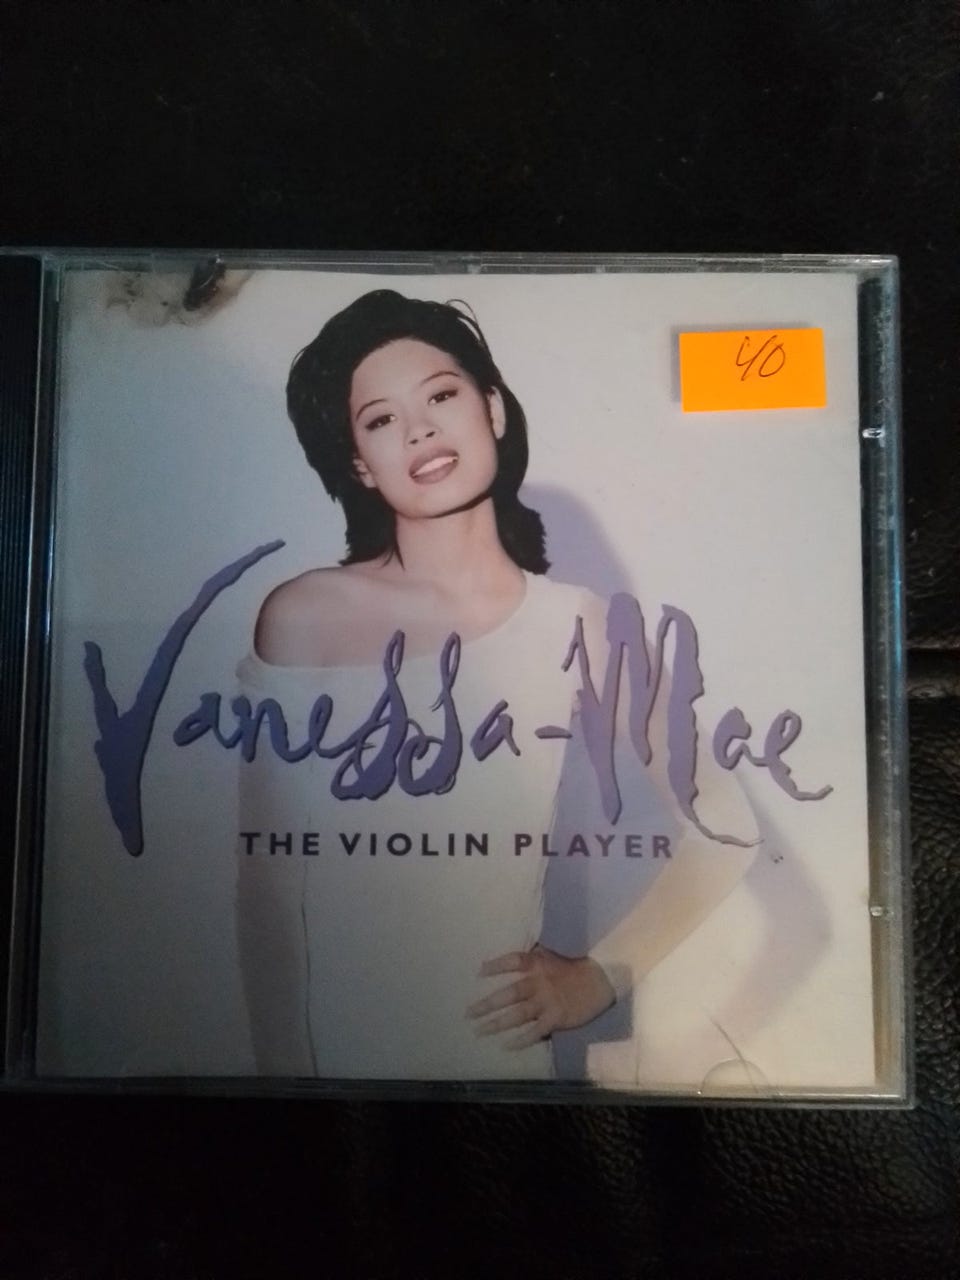 40
Vanessa-Mae
THE VIOLIN PLAYER